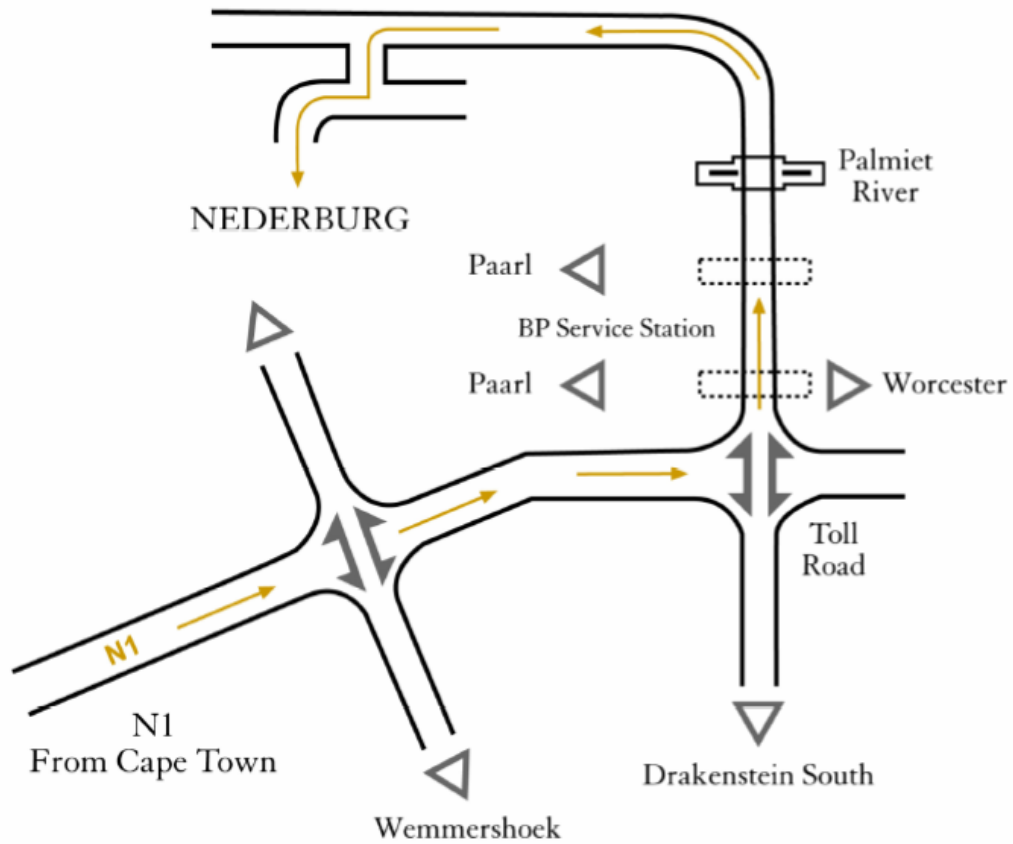 Palmiet
River
NEDERBURG
Paarl
BP Service Station
Paarl
Worcester
Toll
Road
N1
N1
From Cape Town
Drakenstein South
Wemmershoek